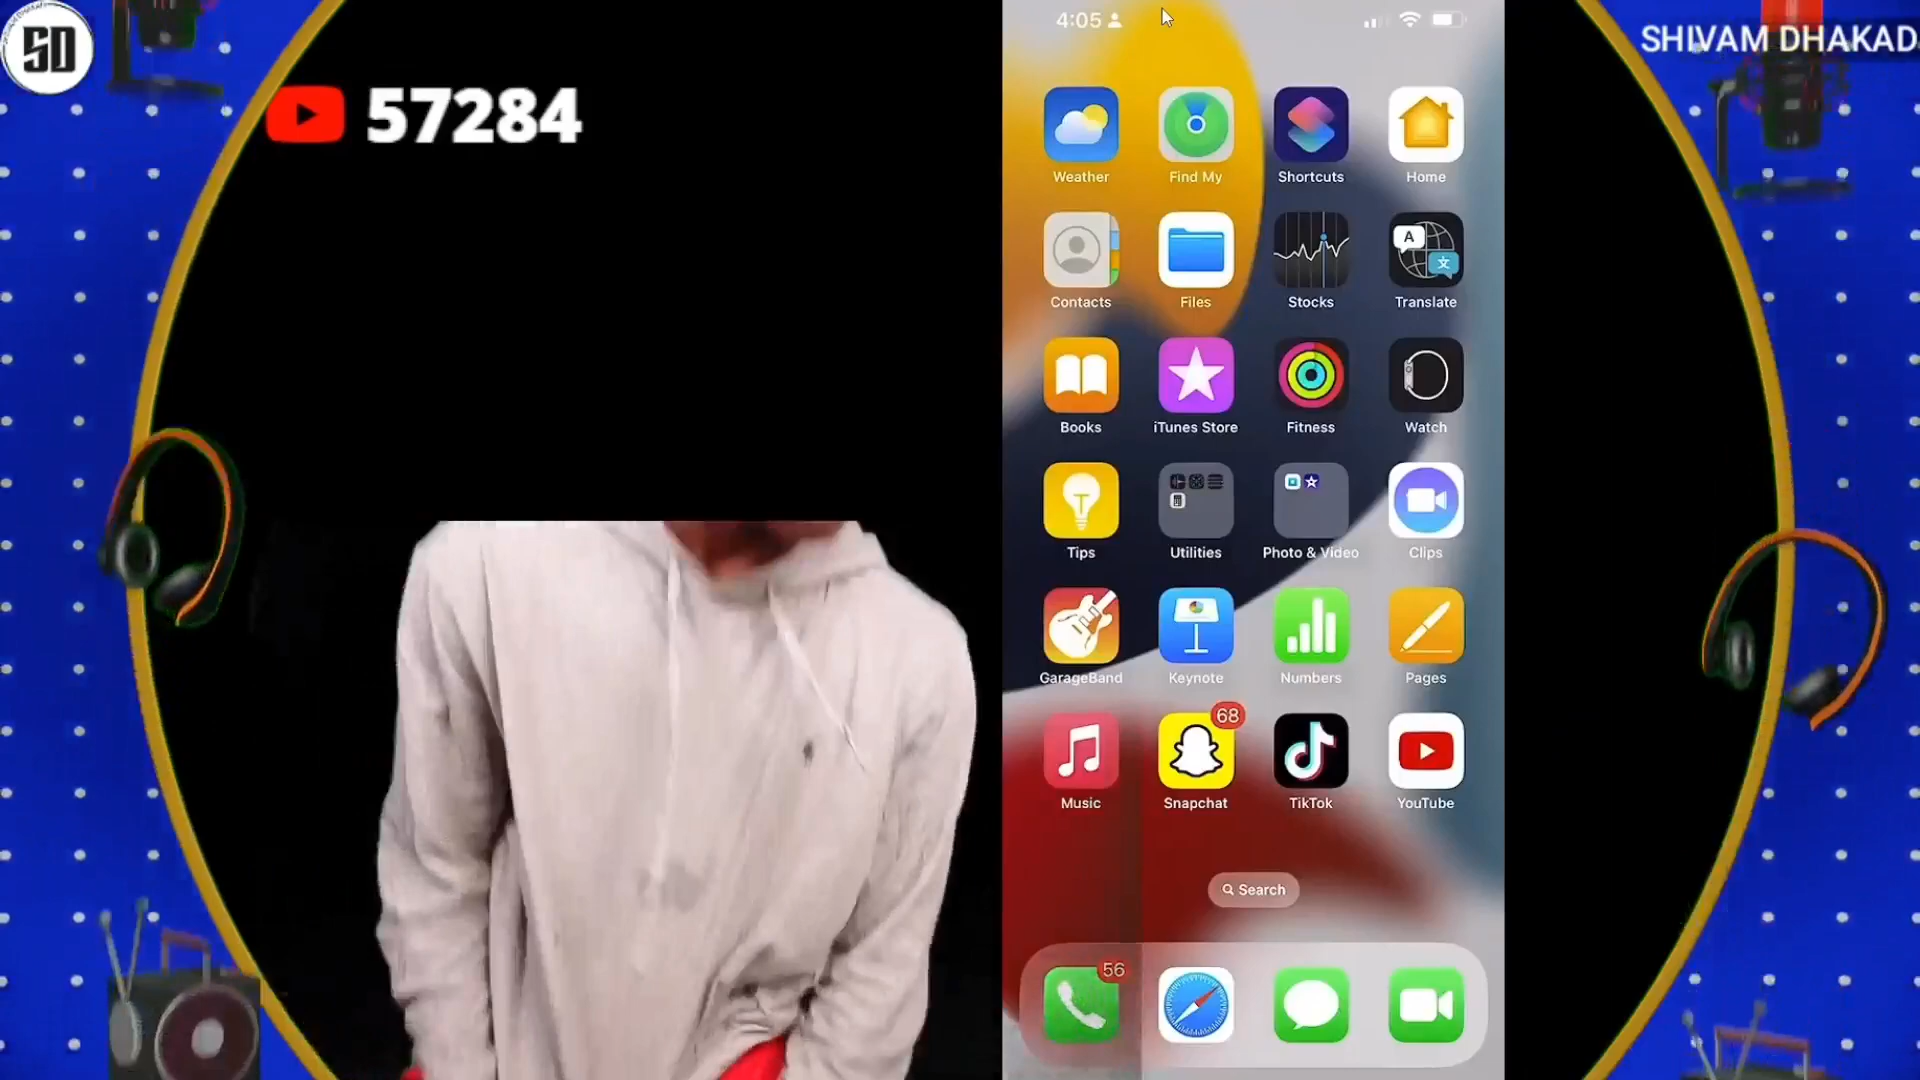 SD
SHIVAM DHAKAD
57284
4:05
Weather
Find My
Shortcuts
Home
Contacts
Files
Stocks
A
文
Translate
Books
iTunes Store
Fitness
Watch
Tips
Utilities
Photo & Video
Clips
GarageBand
Keynote
Numbers
Pages
68
Music
Snapchat
TikTok
YouTube
Search
56